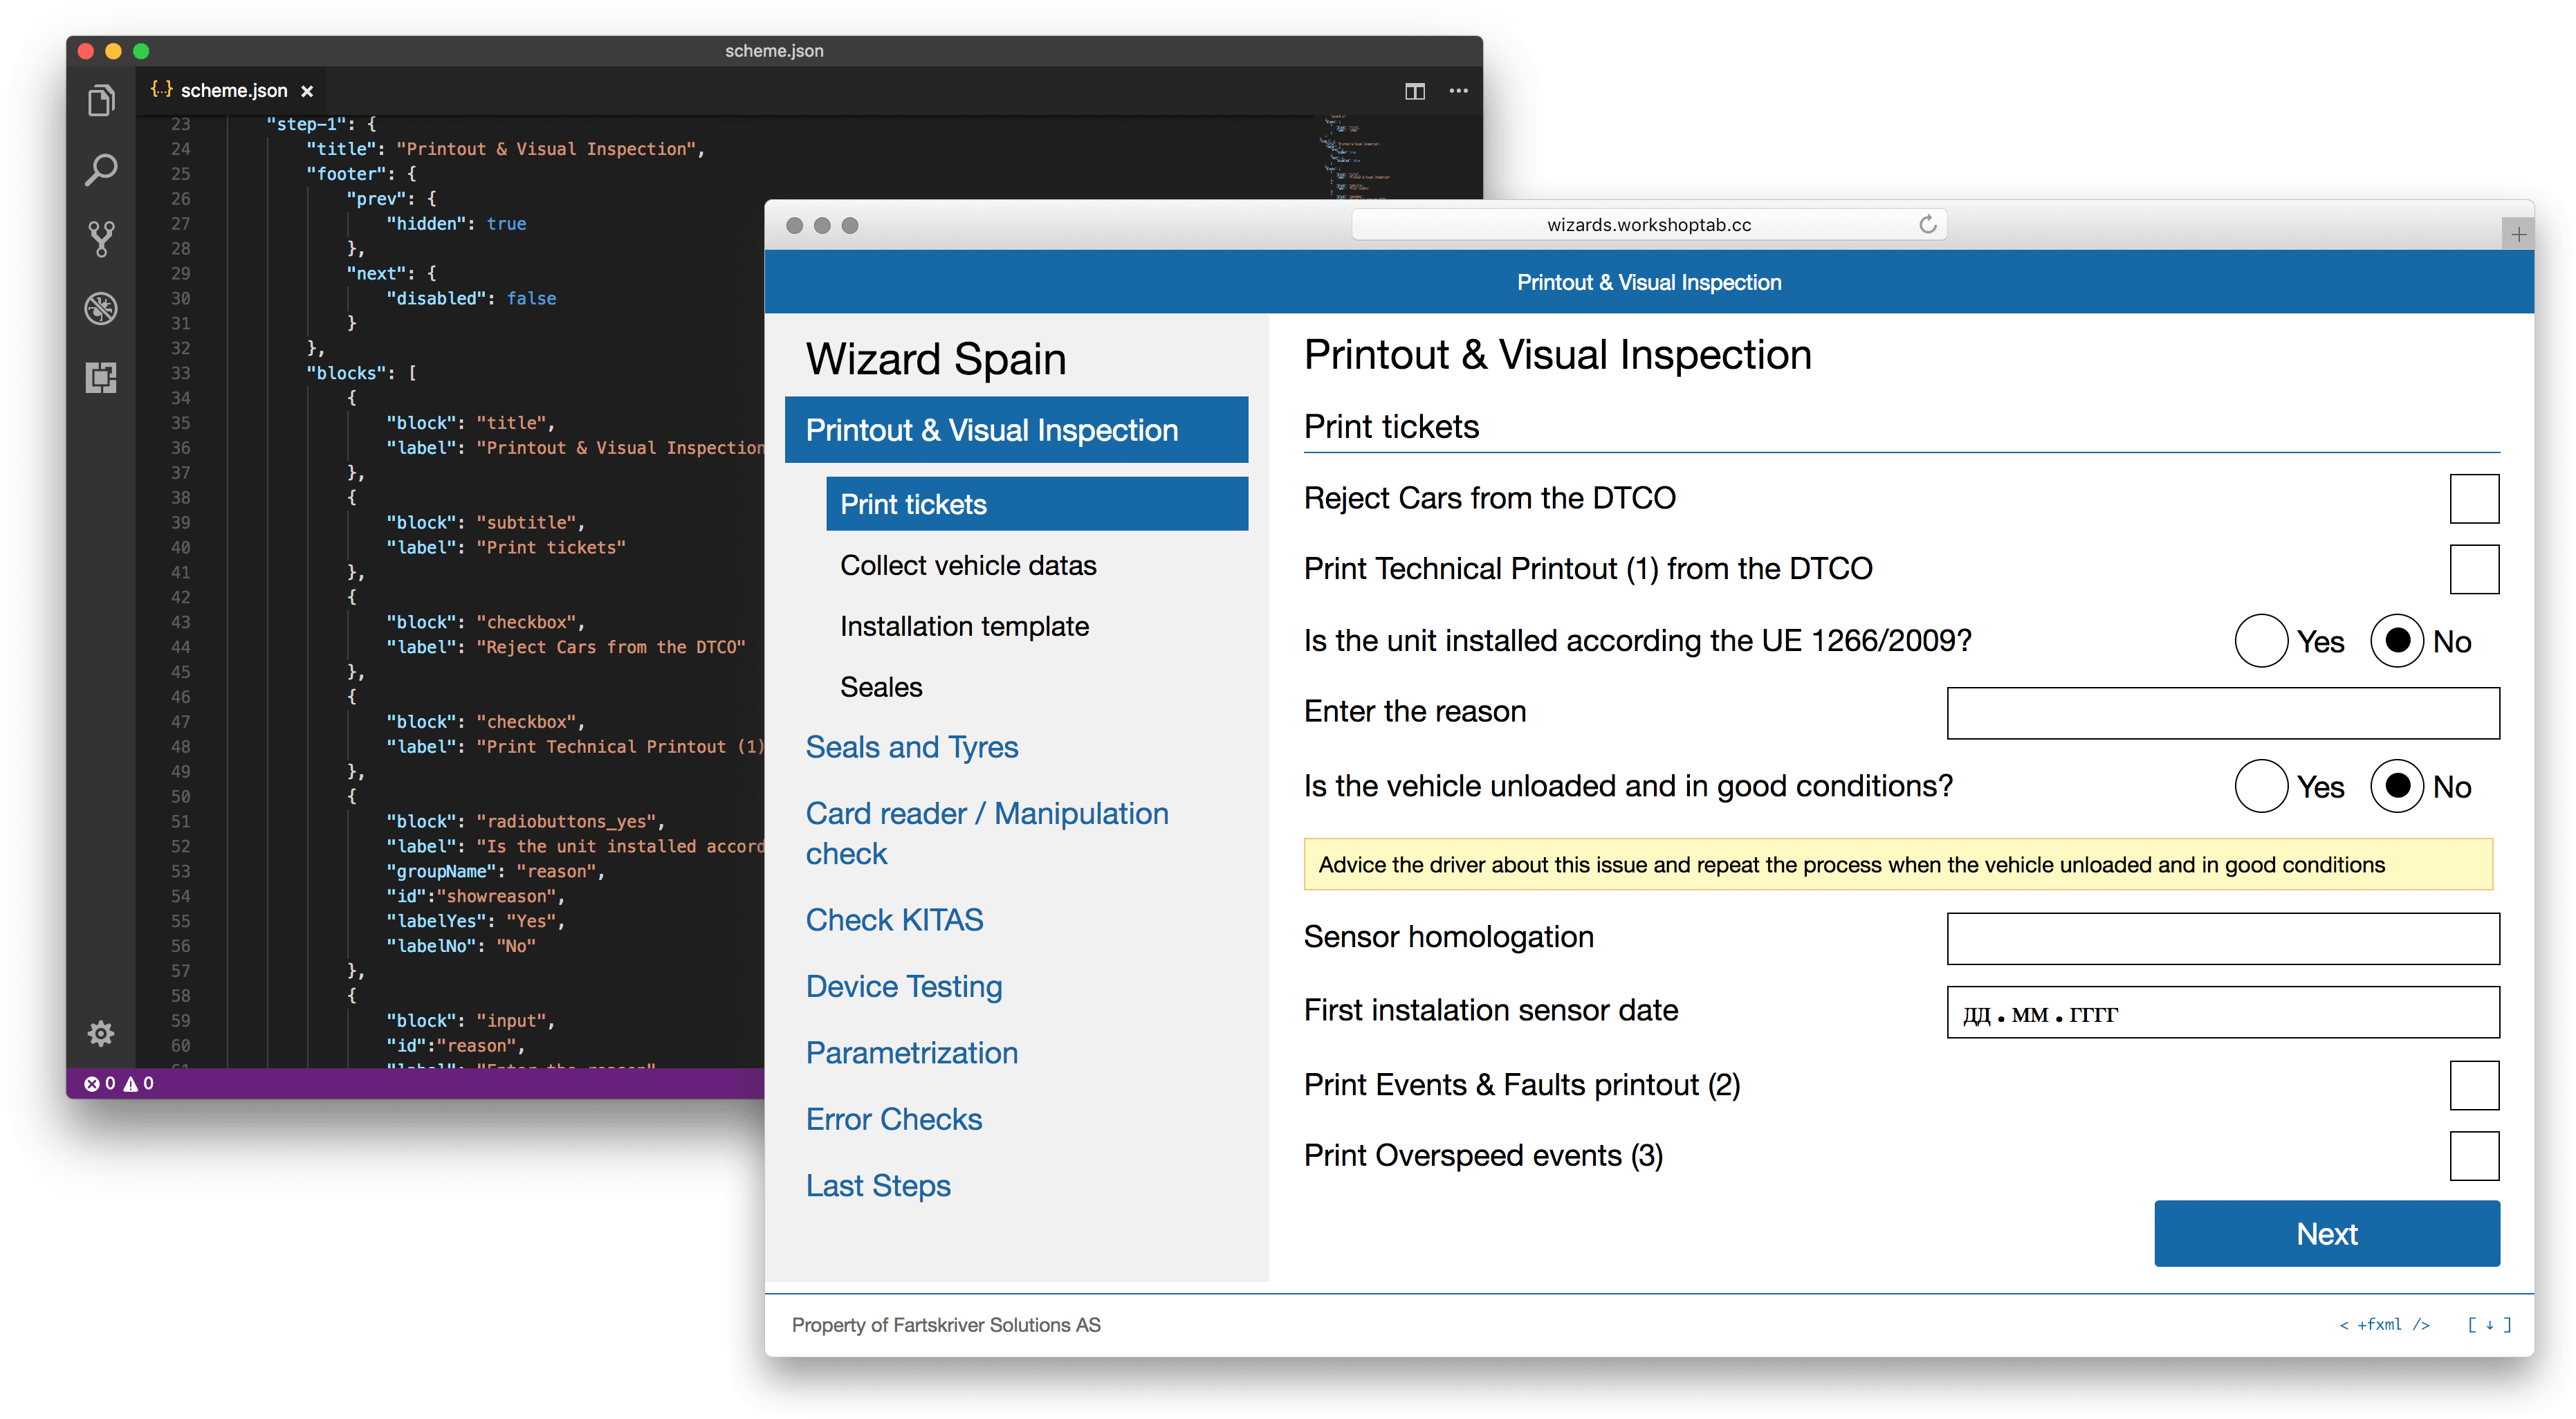 scheme.json
{..} scheme.json ×
23 "step-1": {
24 "title": "Printout & Visual Inspection",
25 "footer": {
26 "prev": {
27 "hidden": true
28 },
29 "next": {
30 "disabled": false
31 }
32 },
33 "blocks": [
34 {
35 "block": "title",
36 "label": "Printout & Visual Inspection
37 },
38 {
39 "block": "subtitle",
40 "label": "Print tickets"
41 },
42 {
43 "block": "checkbox",
44 "label": "Reject Cars from the DTCO"
45 },
46 {
47 "block": "checkbox",
48 "label": "Print Technical Printout (1)
49 },
50 {
51 "block": "radiobuttons_yes",
52 "label": "Is the unit installed accord
53 "groupName": "reason",
54 "id":"showreason",
55 "labelYes": "Yes",
56 "labelNo": "No"
57 },
58 {
59 "block": "input",
60 "id":"reason",
0 0
wizards.workshoptab.cc
Printout & Visual Inspection
Wizard Spain
Printout & Visual Inspection
Print tickets
Collect vehicle datas
Installation template
Seales
Seals and Tyres
Card reader / Manipulation
check
Check KITAS
Device Testing
Parametrization
Error Checks
Last Steps
Printout & Visual Inspection
Print tickets
Reject Cars from the DTCO
Print Technical Printout (1) from the DTCO
Is the unit installed according the UE 1266/2009? Yes No
Enter the reason
Is the vehicle unloaded and in good conditions? Yes No
Advice the driver about this issue and repeat the process when the vehicle unloaded and in good conditions
Sensor homologation
First instalation sensor date дд.мм.гггг
Print Events & Faults printout (2)
Print Overspeed events (3)
Next
Property of Fartskriver Solutions AS
< +fxml /> [ ↓ ]